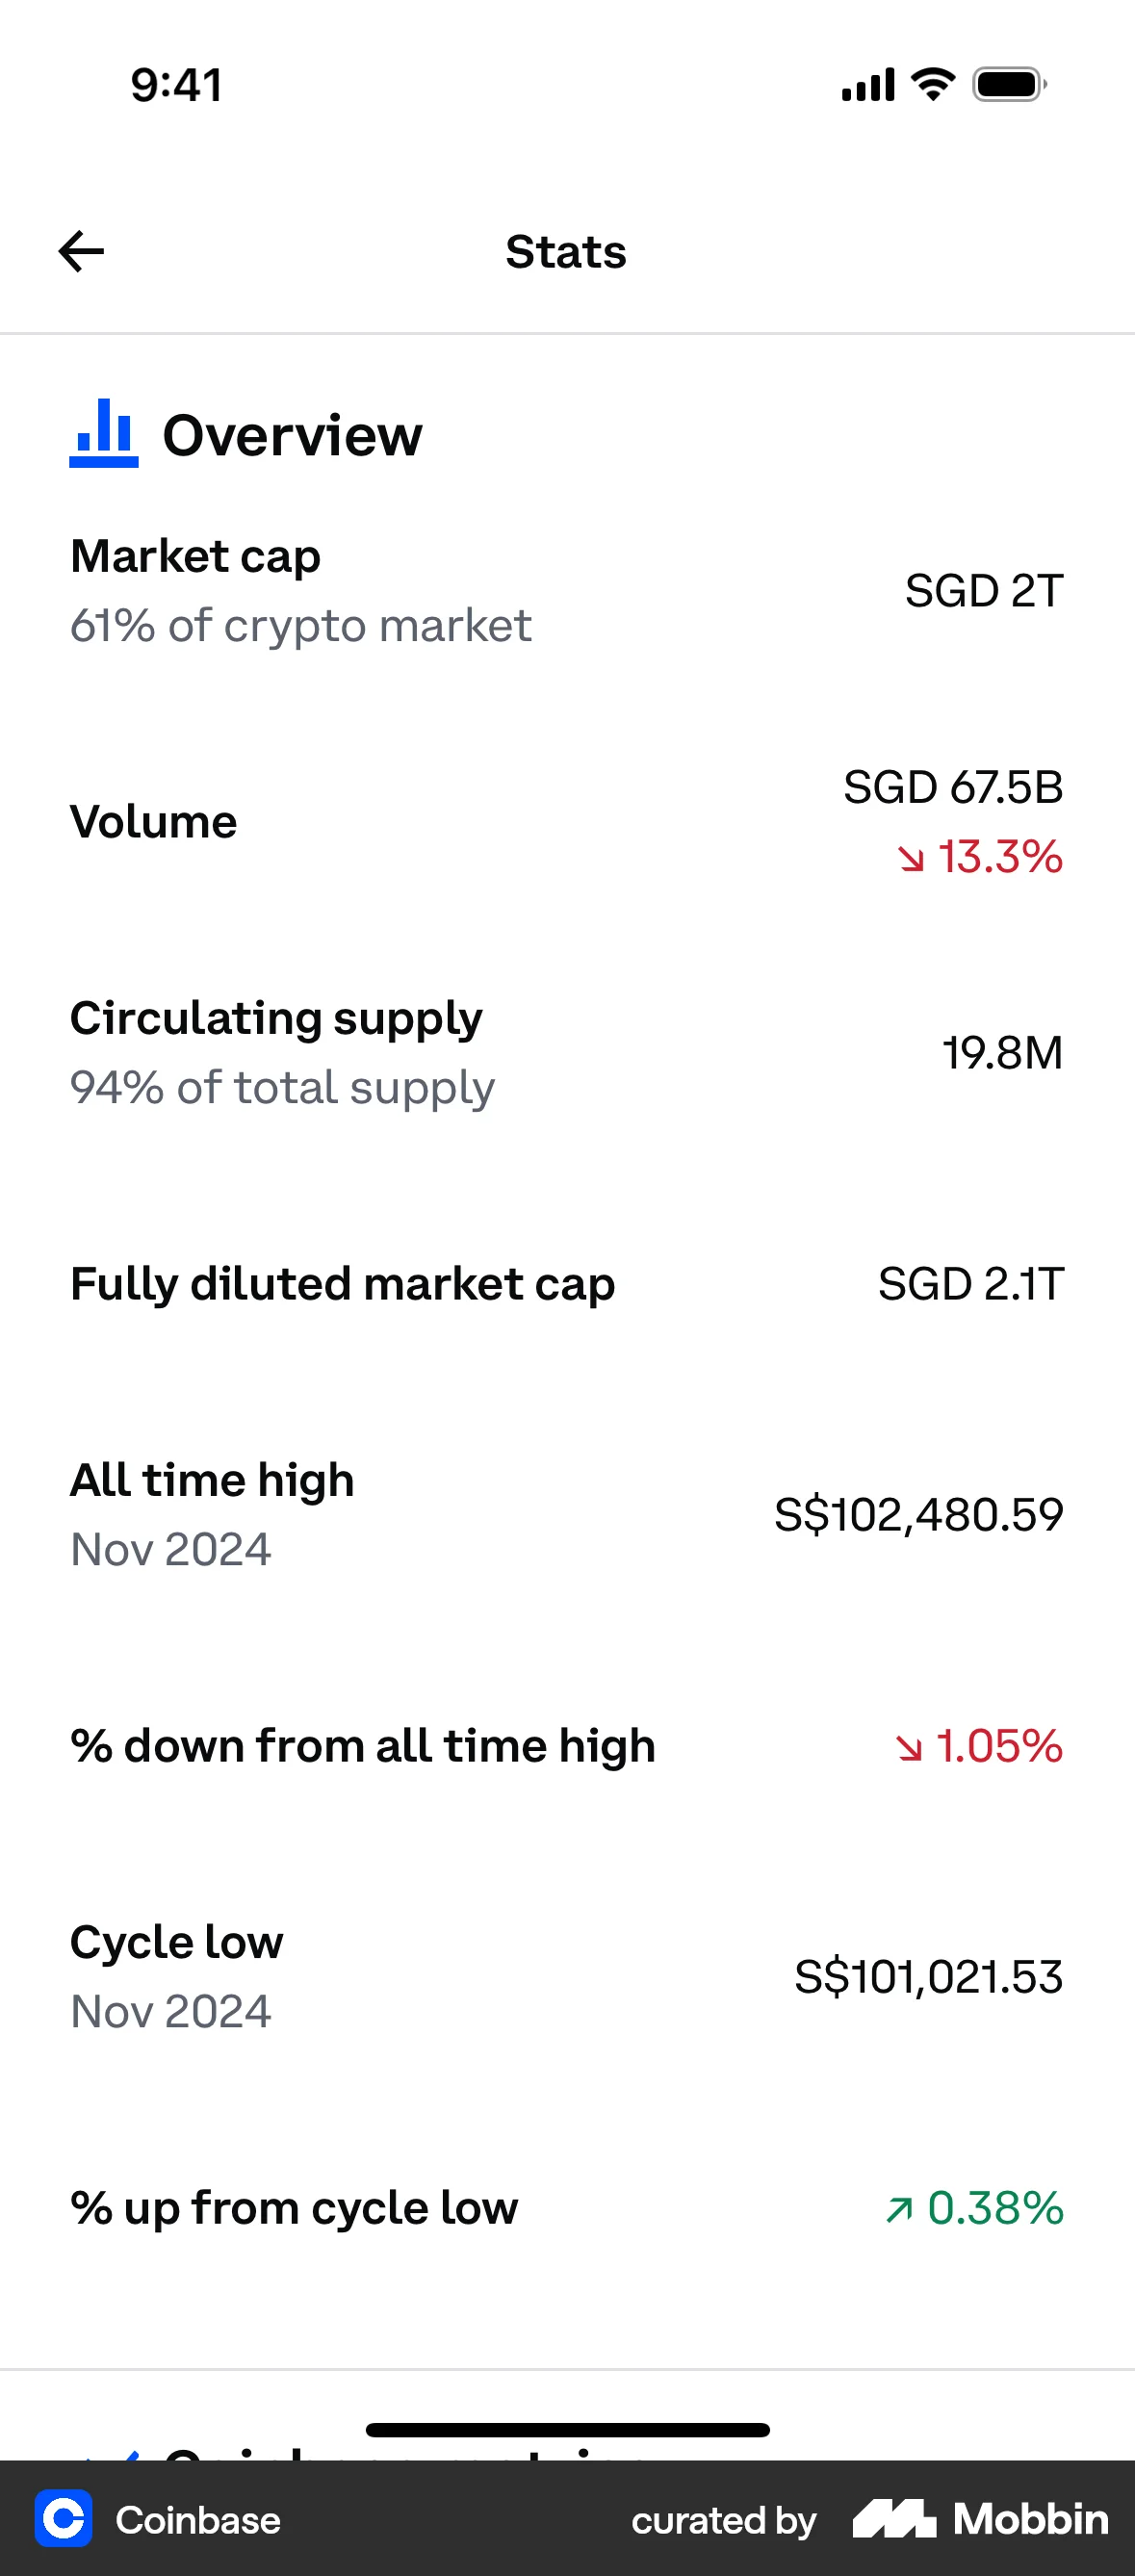 9:41
Stats
Overview
Market cap
61% of crypto market
SGD 2T
Volume
SGD 67.5B
↘ 13.3%
Circulating supply
94% of total supply
19.8M
Fully diluted market cap
SGD 2.1T
All time high
Nov 2024
S$102,480.59
% down from all time high
↘ 1.05%
Cycle low
Nov 2024
S$101,021.53
% up from cycle low
↗ 0.38%
Coinbase
curated by Mobbin